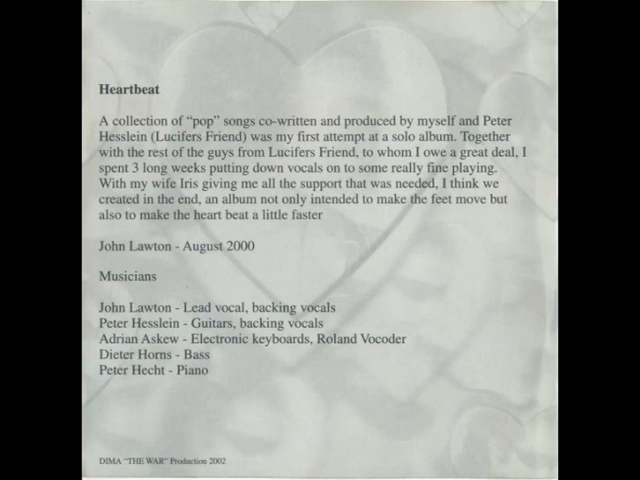 Heartbeat
A collection of “pop” songs co-written and produced by myself and Peter
Hesslein (Lucifers Friend) was my first attempt at a solo album. Together
with the rest of the guys from Lucifers Friend, to whom I owe a great deal, I
spent 3 long weeks putting down vocals on to some really fine playing.
With my wife Iris giving me all the support that was needed, I think we
created in the end, an album not only intended to make the feet move but
also to make the heart beat a little faster
John Lawton - August 2000
Musicians
John Lawton - Lead vocal, backing vocals
Peter Hesslein - Guitars, backing vocals
Adrian Askew - Electronic keyboards, Roland Vocoder
Dieter Horns - Bass
Peter Hecht - Piano
DIMA "THE WAR" Production 2002